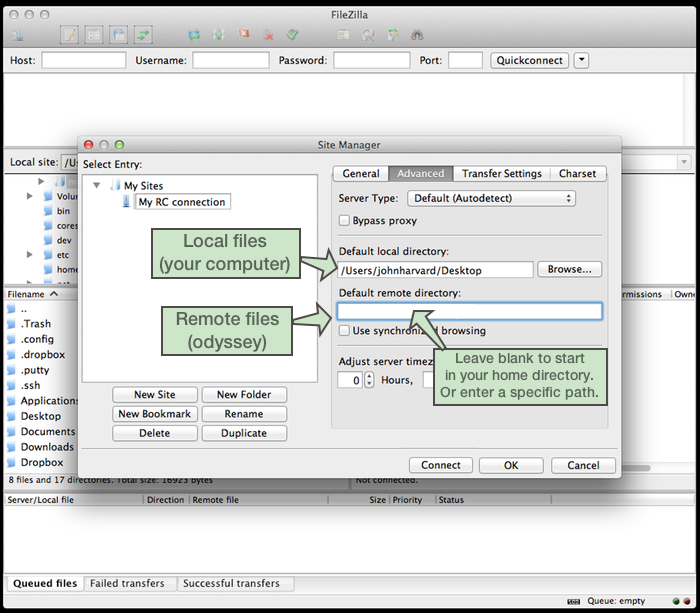 FileZilla
Host: Username: Password: Port: Quickconnect
Site Manager
Local site: /Us
Select Entry:
My Sites
My RC connection
General Advanced Transfer Settings Charset
Server Type: Default (Autodetect)
Bypass proxy
Default local directory:
/Users/johnharvard/Desktop Browse...
Default remote directory:
Use synchronized browsing
Adjust server timez
0 Hours,
Local files
(your computer)
Remote files
(odyssey)
Leave blank to start
in your home directory.
Or enter a specific path.
New Site New Folder
New Bookmark Rename
Delete Duplicate
Connect OK Cancel
Volu
bin
cores
dev
etc
home
Filename
rmissions Owne
..
.Trash
.config
.dropbox
.putty
.ssh
Applications
Desktop
Documents
Downloads
Dropbox
8 files and 17 directories. Total size: 16923 bytes
Not connected.
Server/Local file Direction Remote file Size Priority Status
Queued files Failed transfers Successful transfers
Queue: empty